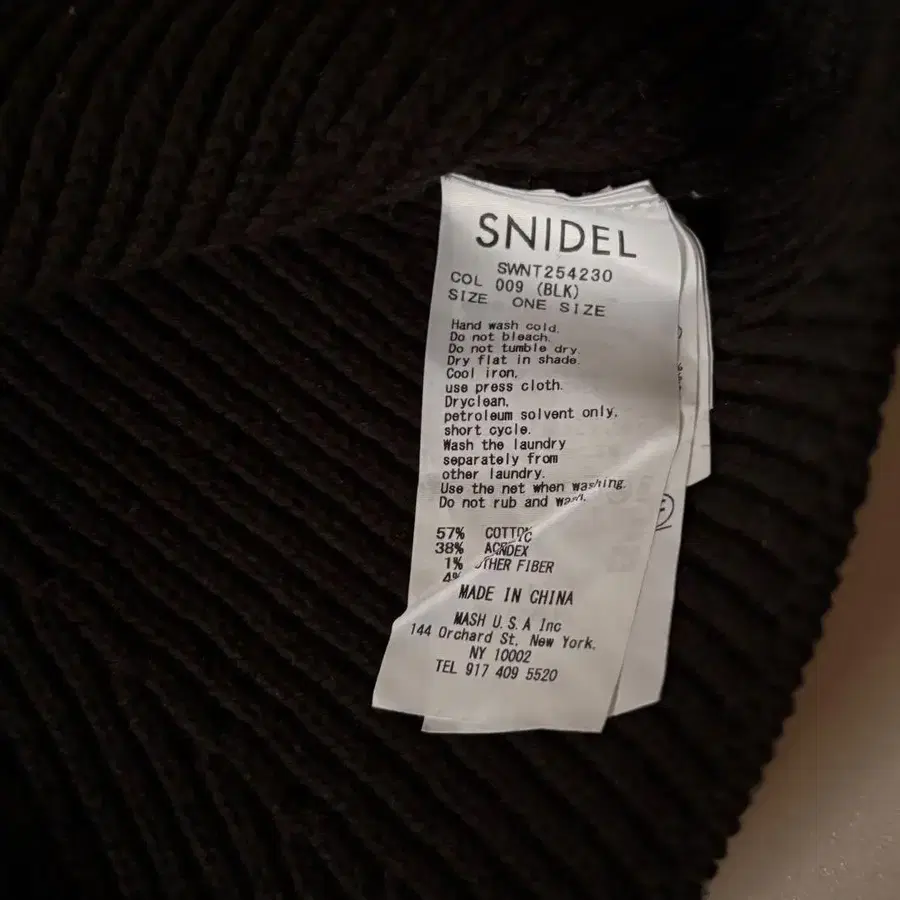 SNIDEL
SWNT254230
COL 009 (BLK)
SIZE ONE SIZE
Hand wash cold.
Do not bleach.
Do not tumble dry.
Dry flat in shade.
Cool iron,
use press cloth.
Dryclean,
petroleum solvent only,
short cycle.
Wash the laundry
separately from
other laundry.
Use the net when washing.
Do not rub and
57%
38%
1% FIBER
4%
MADE IN CHINA
MASH U.S.A Inc
144 Orchard St, New York,
NY 10002
TEL 917 409 5520